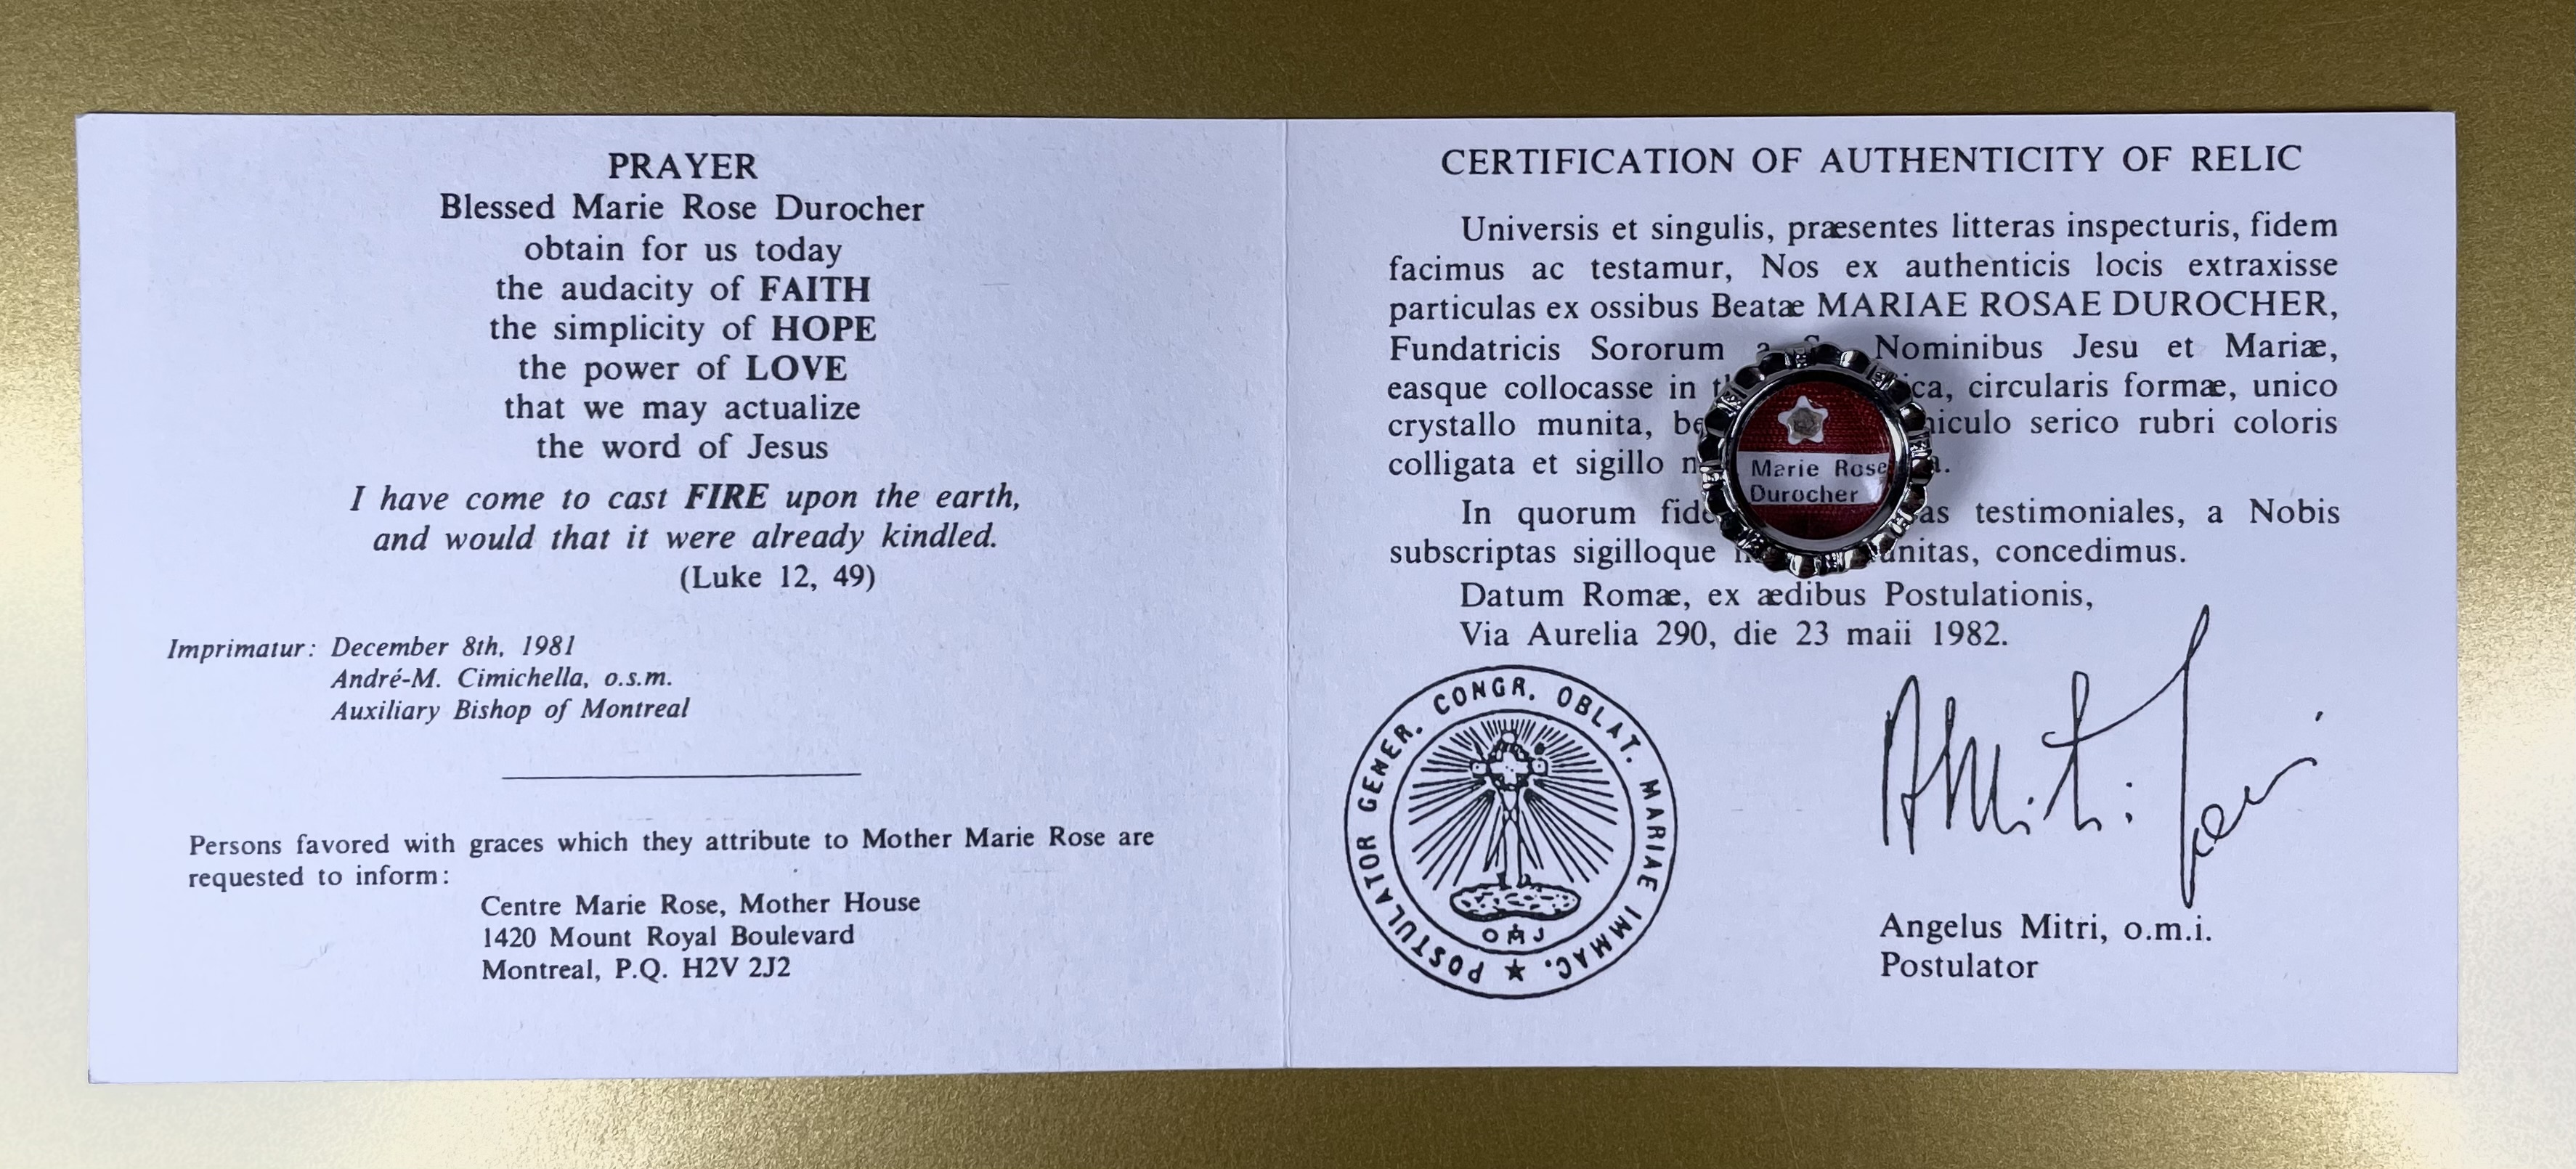 PRAYER
Blessed Marie Rose Durocher
obtain for us today
the audacity of FAITH
the simplicity of HOPE
the power of LOVE
that we may actualize
the word of Jesus
I have come to cast FIRE upon the earth,
and would that it were already kindled.
(Luke 12, 49)
Imprimatur: December 8th, 1981
André-M. Cimichella, o.s.m.
Auxiliary Bishop of Montreal
Persons favored with graces which they attribute to Mother Marie Rose are
requested to inform:
Centre Marie Rose, Mother House
1420 Mount Royal Boulevard
Montreal, P.Q. H2V 2J2
CERTIFICATION OF AUTHENTICITY OF RELIC
Universis et singulis, præsentes litteras inspecturis, fidem
facimus ac testamur, Nos ex authenticis locis extraxisse
particulas ex ossibus Beatæ MARIAE ROSAE DUROCHER,
Fundatricis Sororum Nominibus Jesu et Mariæ,
easque collocasse in circularis formæ, unico
crystallo munita, serico rubri coloris
colligata et sigillo
In quorum testimoniales, a Nobis
subscriptas sigilloque concedimus.
Datum Romæ, ex ædibus Postulationis,
Via Aurelia 290, die 23 maii 1982.
Marie Rose
Durocher
POSTULATOR GENER. CONGR. OBLAT. MARIAE IMMAC.
Angelus Mitri, o.m.i.
Postulator